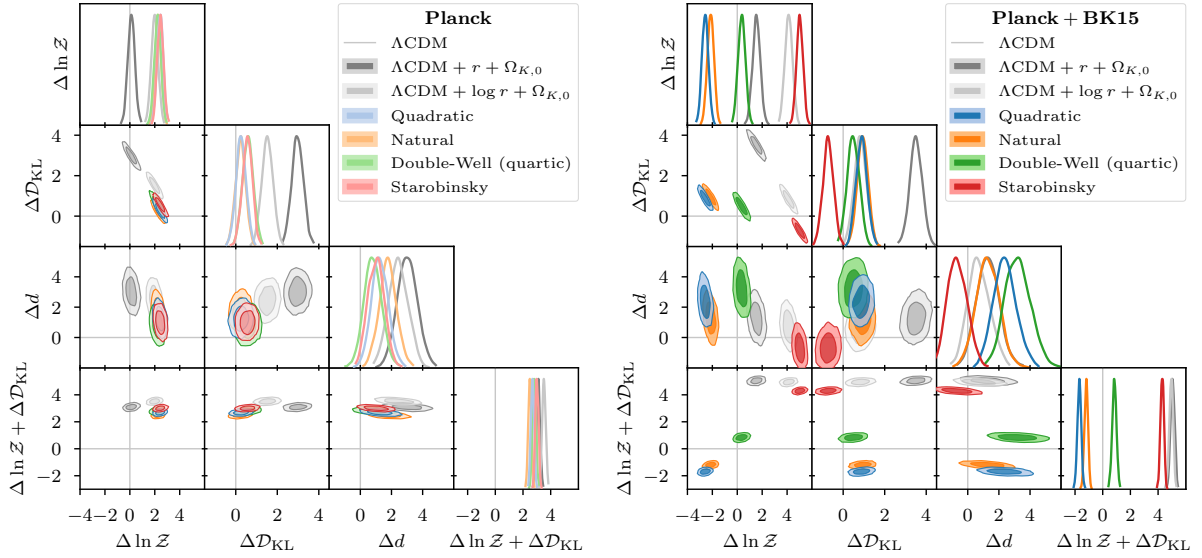 Planck
ΛCDM
ΛCDM + r + Ω_{K,0}
ΛCDM + log r + Ω_{K,0}
Quadratic
Natural
Double-Well (quartic)
Starobinsky
Δ ln Z
4
2
0
Δ𝒟_KL
4
2
0
Δd
4
2
0
−2
Δ ln Z + Δ𝒟_KL
−4 −2 0 2 4
0 2 4
0 2 4
−2 0 2 4
Δ ln Z
Δ𝒟_KL
Δd
Δ ln Z + Δ𝒟_KL
Planck + BK15
ΛCDM
ΛCDM + r + Ω_{K,0}
ΛCDM + log r + Ω_{K,0}
Quadratic
Natural
Double-Well (quartic)
Starobinsky
Δ ln Z
4
2
0
Δ𝒟_KL
4
2
0
Δd
4
2
0
−2
Δ ln Z + Δ𝒟_KL
−4 −2 0 2 4
0 2 4
0 2 4
−2 0 2 4
Δ ln Z
Δ𝒟_KL
Δd
Δ ln Z + Δ𝒟_KL